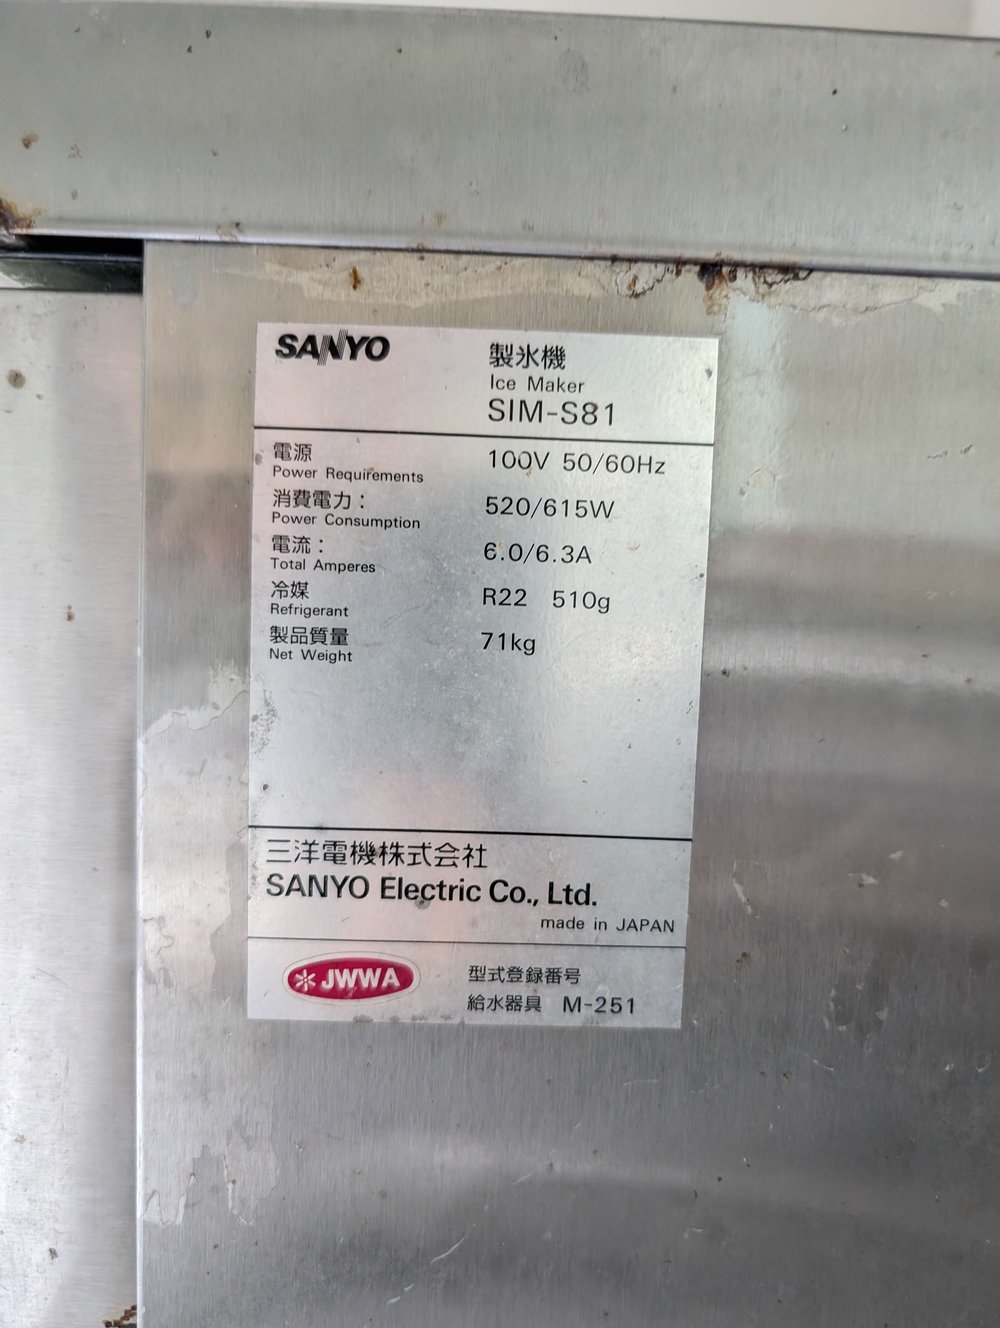 SANYO
製氷機
Ice Maker
SIM-S81
電源 100V 50/60Hz
Power Requirements
消費電力： 520/615W
Power Consumption
電流： 6.0/6.3A
Total Amperes
冷媒 R22 510g
Refrigerant
製品質量 71kg
Net Weight
三洋電機株式会社
SANYO Electric Co., Ltd.
made in JAPAN
JWWA
型式登録番号
給水器具 M-251